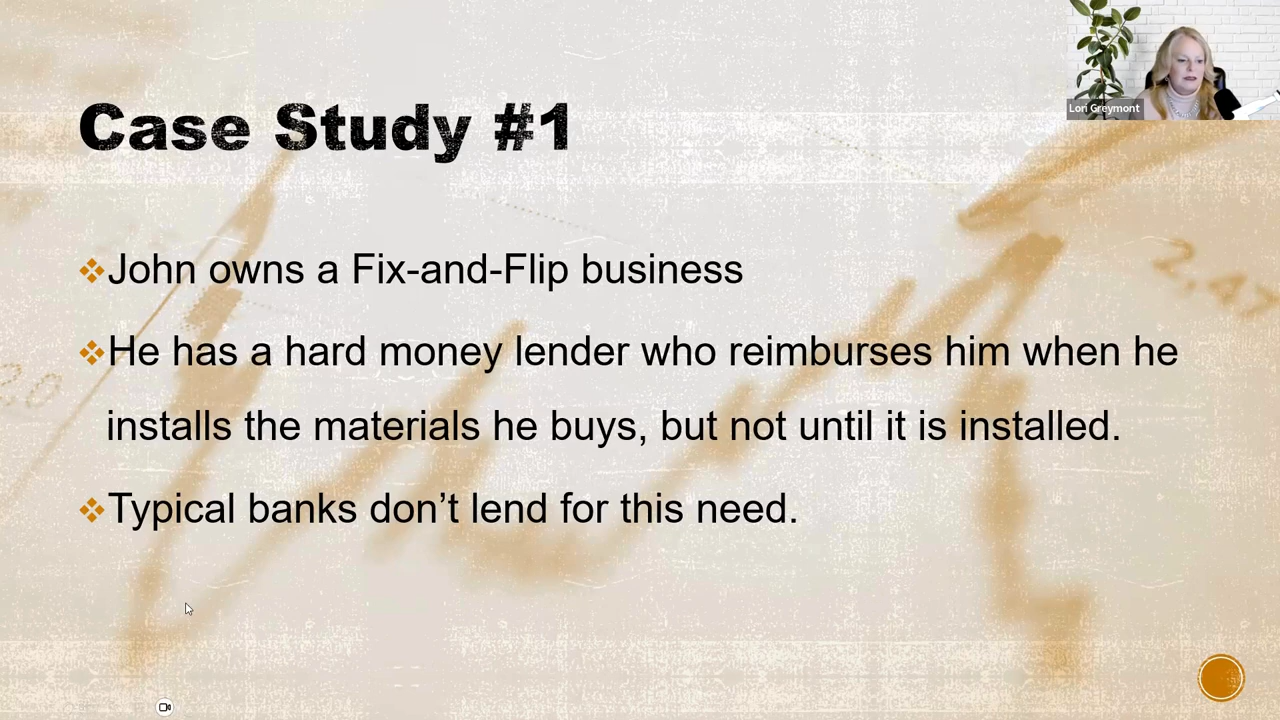 Lori Greymont
Case Study #1
John owns a Fix-and-Flip business
He has a hard money lender who reimburses him when he
installs the materials he buys, but not until it is installed.
Typical banks don’t lend for this need.
2,47